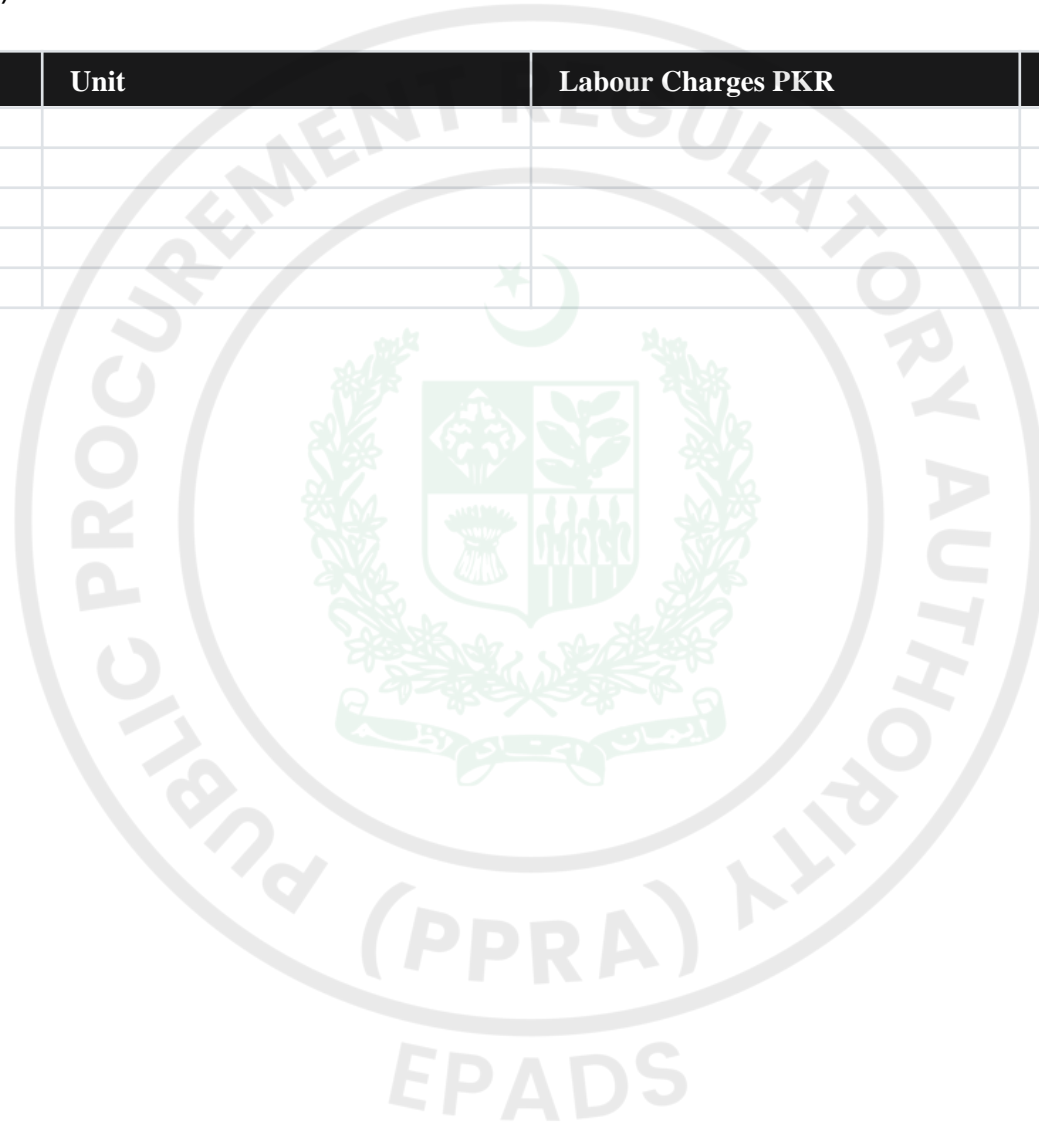 Unit Labour Charges PKR
PUBLIC PROCUREMENT REGULATORY AUTHORITY
(PPRA)
EPADS